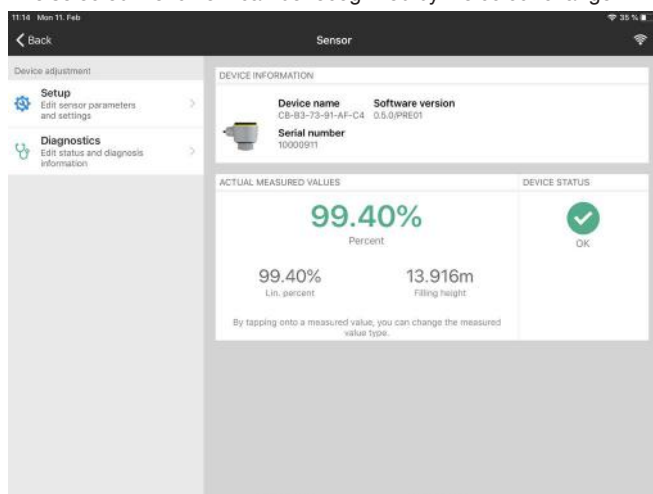 11:14 Mon 11. Feb
35 %
Back
Sensor
Device adjustment
Setup
Edit sensor parameters
and settings
Diagnostics
Edit status and diagnosis
information
DEVICE INFORMATION
Device name Software version
CB-B3-73-91-AF-C4 0.5.0/PRE01
Serial number
10000911
ACTUAL MEASURED VALUES
DEVICE STATUS
99.40%
Percent
OK
99.40% 13.916m
Lin. percent Filling height
By tapping onto a measured value, you can change the measured
value type.